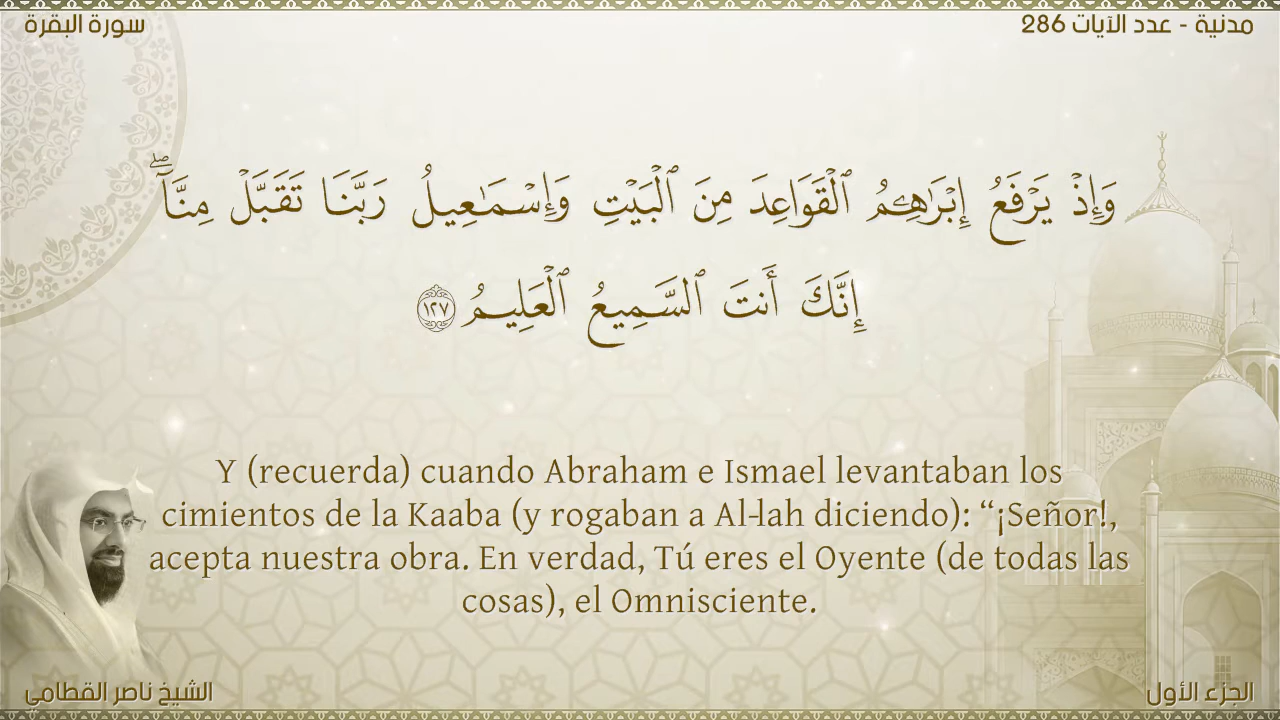 سورة البقرة
مدنية - عدد الآيات 286
وَإِذْ يَرْفَعُ إِبْرَٰهِـۧمُ ٱلْقَوَاعِدَ مِنَ ٱلْبَيْتِ وَإِسْمَـٰعِيلُ رَبَّنَا تَقَبَّلْ مِنَّآ ۖ
إِنَّكَ أَنتَ ٱلسَّمِيعُ ٱلْعَلِيمُ ١٢٧
Y (recuerda) cuando Abraham e Ismael levantaban los
cimientos de la Kaaba (y rogaban a Al-lah diciendo): “¡Señor!,
acepta nuestra obra. En verdad, Tú eres el Oyente (de todas las
cosas), el Omnisciente.
الشيخ ناصر القطامي
الجزء الأول